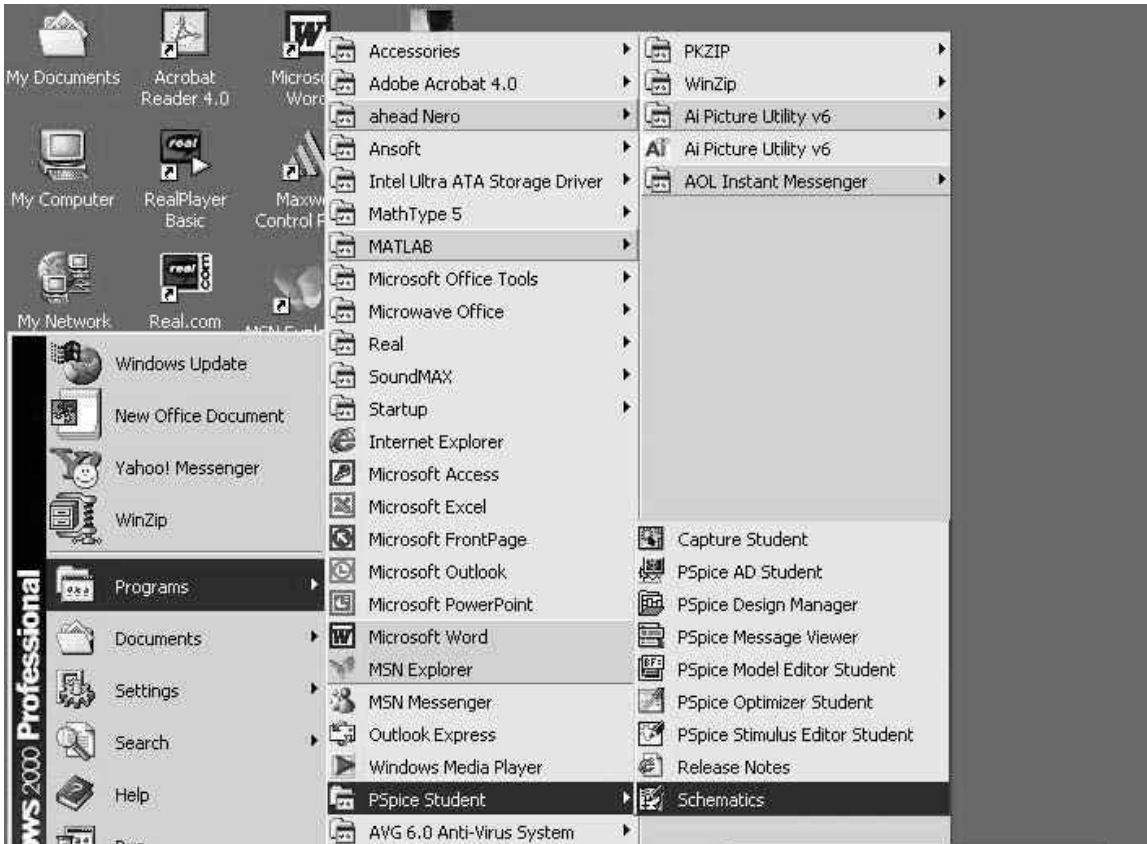 My Documents
Acrobat
Reader 4.0
Word
My Computer
RealPlayer
Basic
Control
My Network
Real.com
Windows Update
New Office Document
Yahoo! Messenger
WinZip
Programs
Documents
Settings
Search
Help
2000 Professional
Accessories
Adobe Acrobat 4.0
ahead Nero
Ansoft
Intel Ultra ATA Storage Driver
MathType 5
MATLAB
Microsoft Office Tools
Microwave Office
Real
SoundMAX
Startup
Internet Explorer
Microsoft Access
Microsoft Excel
Microsoft FrontPage
Microsoft Outlook
Microsoft PowerPoint
Microsoft Word
MSN Explorer
MSN Messenger
Outlook Express
Windows Media Player
PSpice Student
AVG 6.0 Anti-Virus System
PKZIP
WinZip
Ai Picture Utility v6
Ai Picture Utility v6
AOL Instant Messenger
Capture Student
PSpice AD Student
PSpice Design Manager
PSpice Message Viewer
PSpice Model Editor Student
PSpice Optimizer Student
PSpice Stimulus Editor Student
Release Notes
Schematics